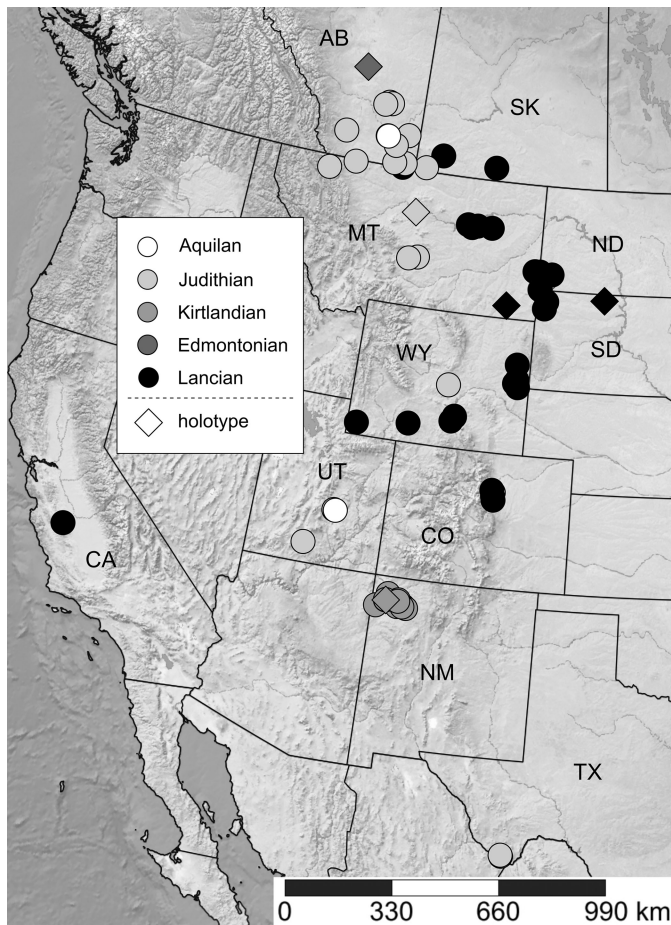 AB
SK
MT
ND
Aquilan
Judithian
Kirtlandian
Edmontonian
Lancian
holotype
WY
SD
UT
CO
CA
NM
TX
0 330 660 990 km